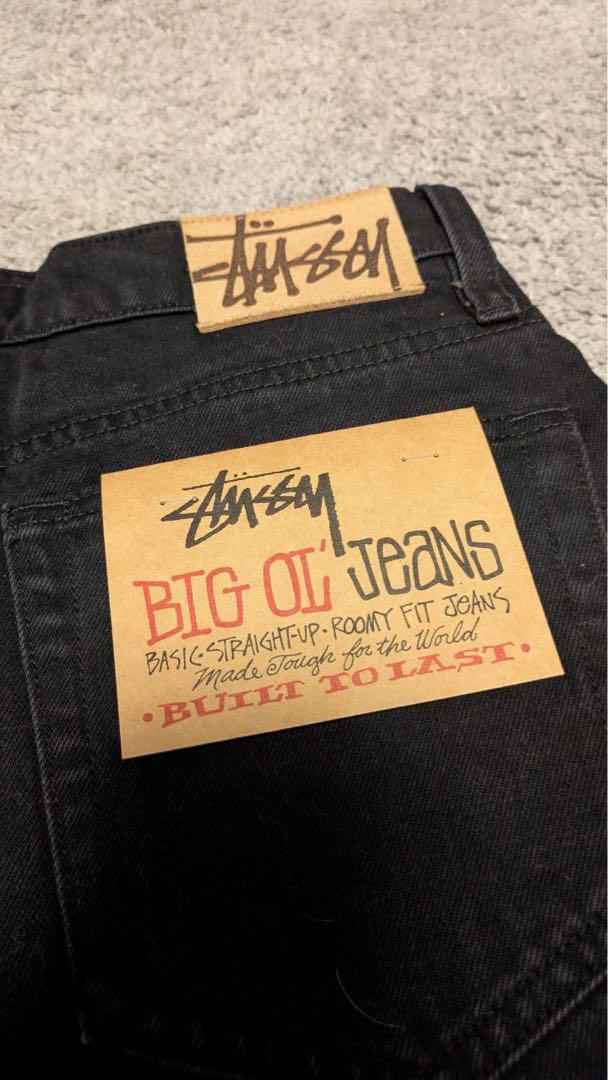 Stüssy
Stüssy
BIG OL' JEANS
BASIC·STRAIGHT-UP·ROOMY FIT JEANS
Made Tough for the World
•BUILT TO LAST•